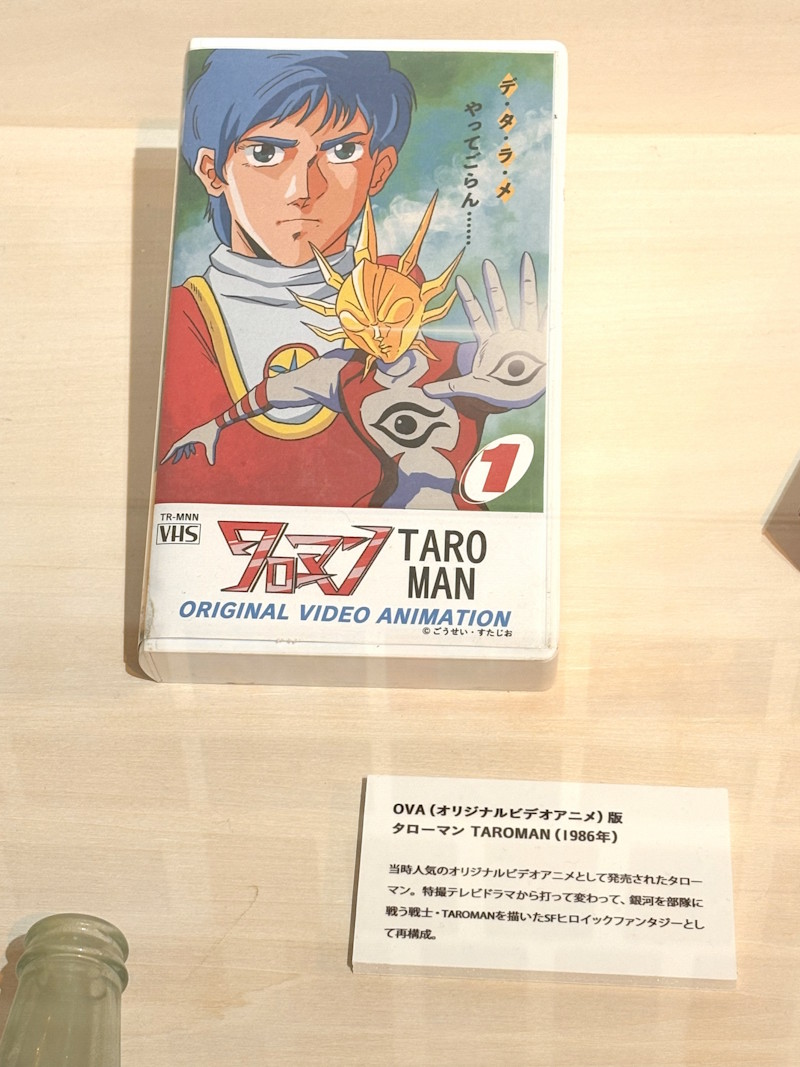 デ・タ・ラ・メ
やってごらん……
1
TR-MNN
VHS
タローマン
TARO
MAN
ORIGINAL VIDEO ANIMATION
©ごうせい・すたじお
OVA（オリジナルビデオアニメ）版
タローマン TAROMAN（1986年）
当時人気のオリジナルビデオアニメとして発売されたタロー
マン。特撮テレビドラマから打って変わって、銀河を部隊に
戦う戦士・TAROMANを描いたSFヒロイックファンタジーとし
て再構成。